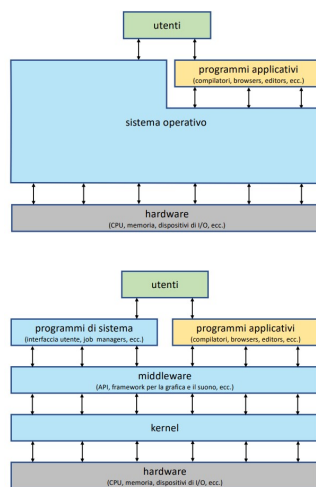 utenti
programmi applicativi
(compilatori, browsers, editors, ecc.)
sistema operativo
hardware
(CPU, memoria, dispositivi di I/O, ecc.)
utenti
programmi di sistema
(interfaccia utente, job managers, ecc.)
programmi applicativi
(compilatori, browsers, editors, ecc.)
middleware
(API, framework per la grafica e il suono, ecc.)
kernel
hardware
(CPU, memoria, dispositivi di I/O, ecc.)